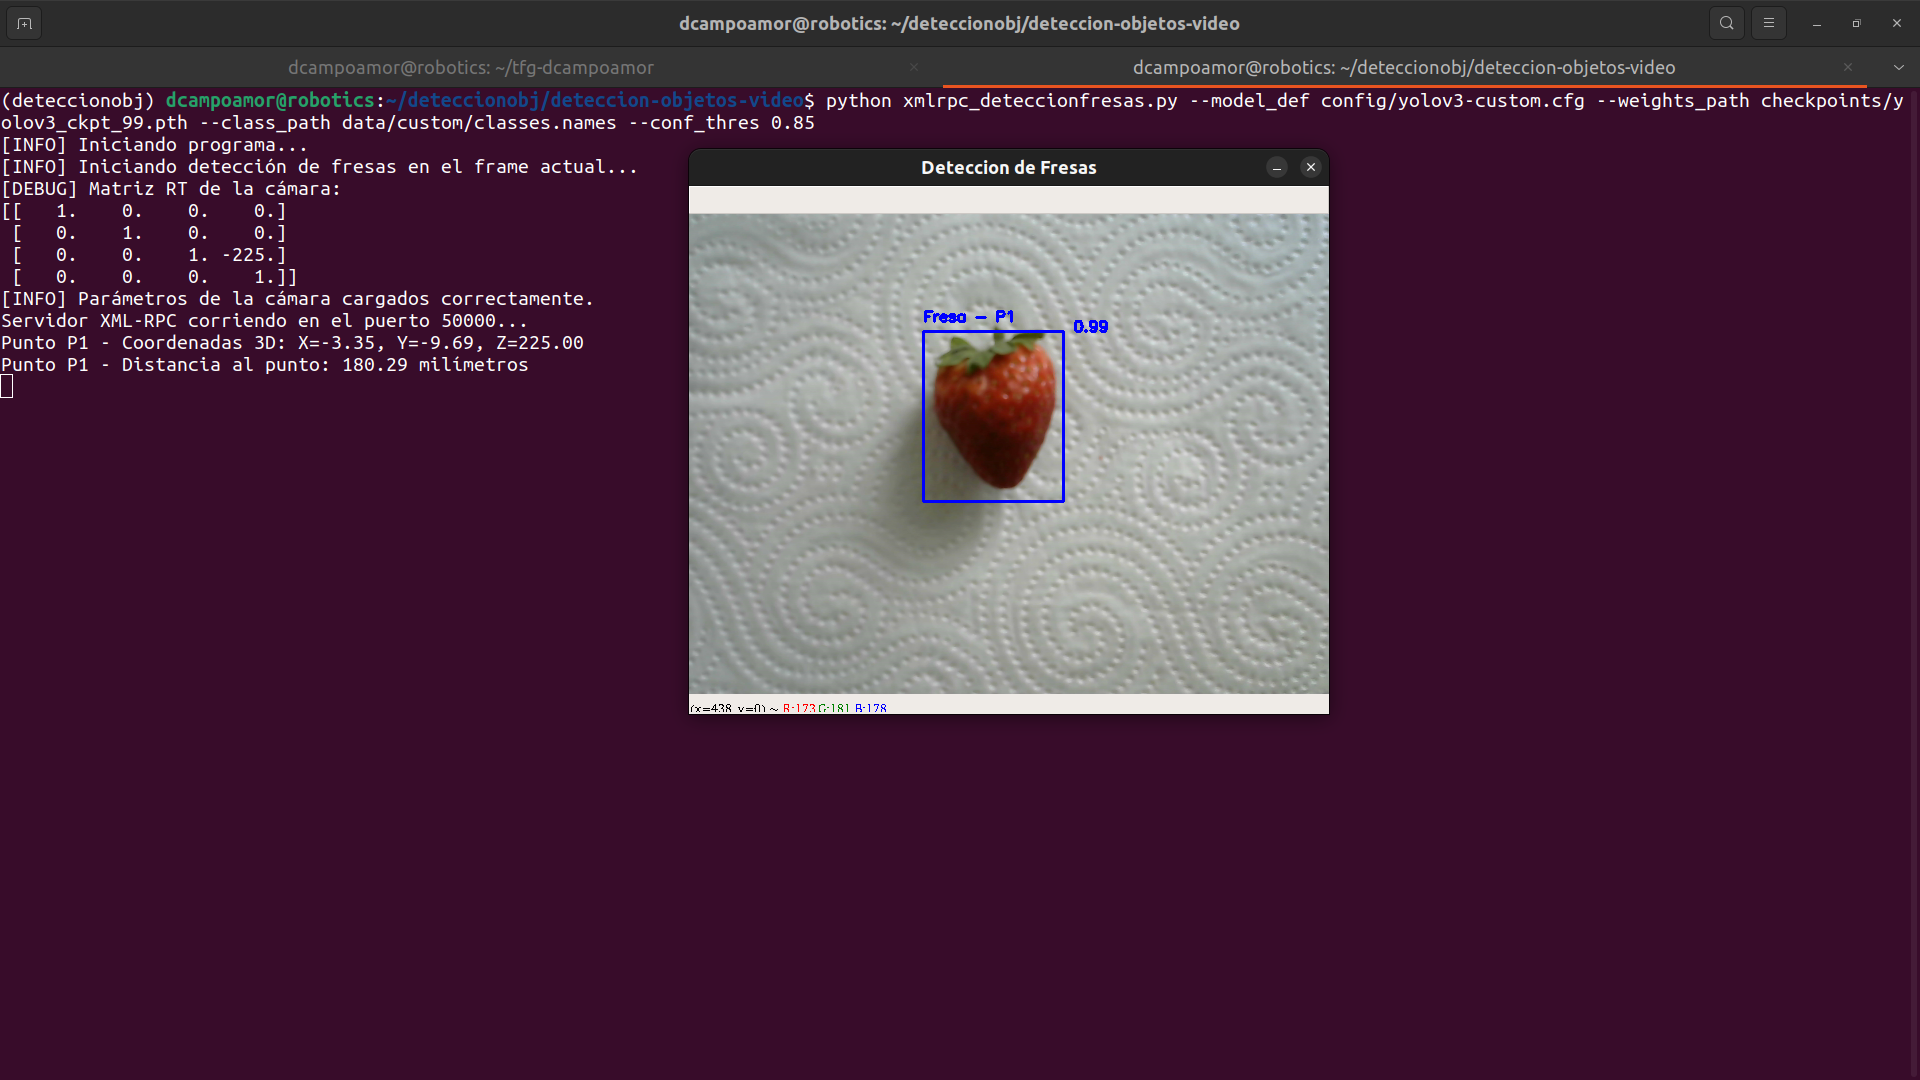 dcampoamor@robotics: ~/deteccionobj/deteccion-objetos-video
dcampoamor@robotics: ~/tfg-dcampoamor
dcampoamor@robotics: ~/deteccionobj/deteccion-objetos-video
(deteccionobj) dcampoamor@robotics:~/deteccionobj/deteccion-objetos-video$ python xmlrpc_deteccionfresas.py --model_def config/yolov3-custom.cfg --weights_path checkpoints/y
olov3_ckpt_99.pth --class_path data/custom/classes.names --conf_thres 0.85
[INFO] Iniciando programa...
[INFO] Iniciando detección de fresas en el frame actual...
[DEBUG] Matriz RT de la cámara:
[[   1.    0.    0.    0.]
 [   0.    1.    0.    0.]
 [   0.    0.    1. -225.]
 [   0.    0.    0.    1.]]
[INFO] Parámetros de la cámara cargados correctamente.
Servidor XML-RPC corriendo en el puerto 50000...
Punto P1 - Coordenadas 3D: X=-3.35, Y=-9.69, Z=225.00
Punto P1 - Distancia al punto: 180.29 milímetros
Deteccion de Fresas
Fresa - P1
0.99
(x=438, y=0) ~ R:173 G:181 B:178